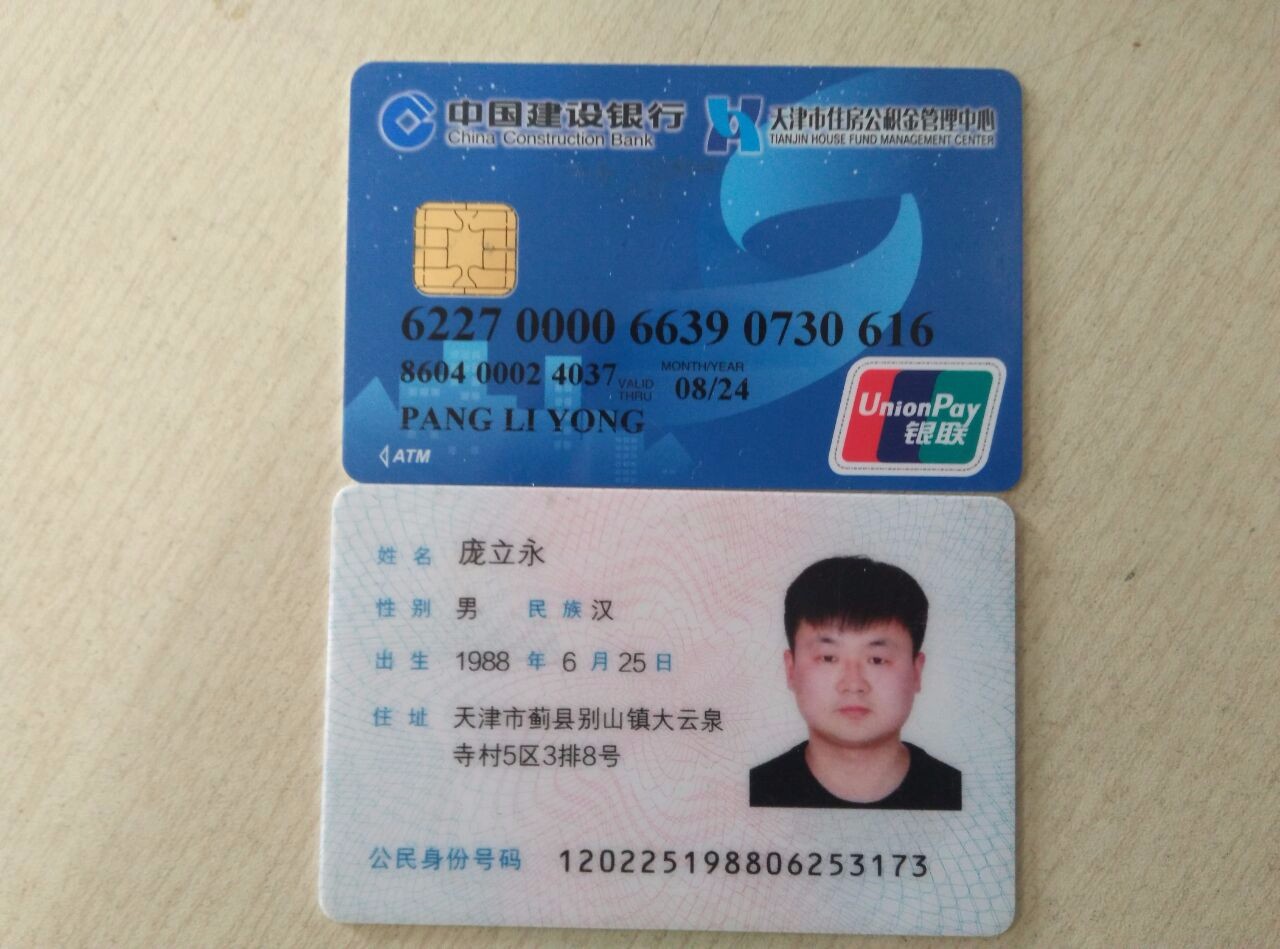 中国建设银行
China Construction Bank
天津市住房公积金管理中心
TIANJIN HOUSE FUND MANAGEMENT CENTER
6227 0000 6639 0730 616
8604 0002 4037 VALID THRU MONTH/YEAR 08/24
PANG LI YONG
ATM
UnionPay
银联
姓名 庞立永
性别 男 民族 汉
出生 1988 年 6 月 25 日
住址 天津市蓟县别山镇大云泉
寺村5区3排8号
公民身份号码 120225198806253173